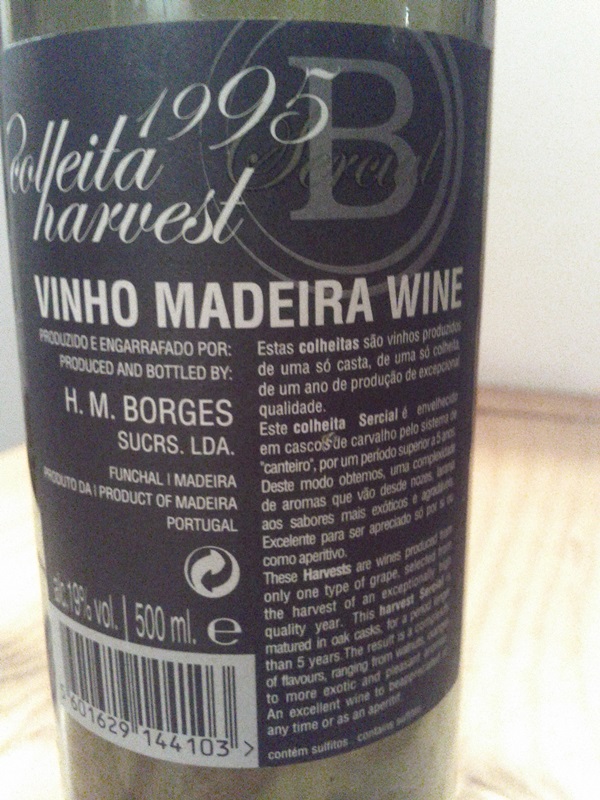 1995
colheita
harvest
B
Sercial
VINHO MADEIRA WINE
PRODUZIDO E ENGARRAFADO POR:
PRODUCED AND BOTTLED BY:
H. M. BORGES
SUCRS. LDA.
FUNCHAL | MADEIRA
PRODUTO DA | PRODUCT OF MADEIRA
PORTUGAL
alc.19% vol. | 500 ml. e
5 601629 144103 >
Estas colheitas são vinhos produzidos
de uma só casta, de uma só colheita,
de um ano de produção de excepcional
qualidade.
Este colheita Sercial é envelhecido
em cascos de carvalho pelo sistema de
"canteiro", por um período superior a 5 anos.
Deste modo obtemos, uma complexidade
de aromas que vão desde nozes, laranja
aos sabores mais exóticos e agradáveis.
Excelente para ser apreciado só por si ou
como aperitivo.
These Harvests are wines produced from
only one type of grape, selected from
the harvest of an exceptionally high
quality year. This harvest Sercial is
matured in oak casks, for a period longer
than 5 years. The result is a complexity
of flavours, ranging from walnuts, oranges
to more exotic and pleasant aromas.
An excellent wine to be appreciated at
any time or as an aperitif.
contém sulfitos . contains sulfites